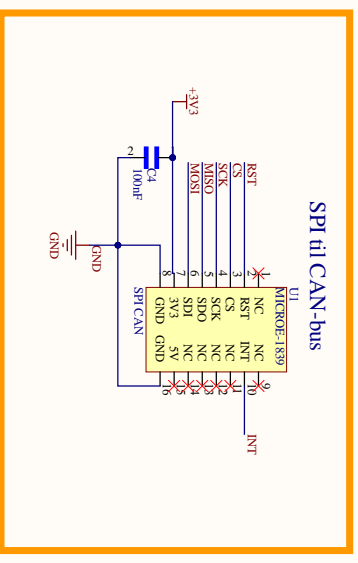 SPI til CAN-bus
U1
MICROE-1839
1 NC NC 9
RST 2 RST INT 10 INT
CS 3 CS NC 11
SCK 4 SCK NC 12
MISO 5 SDO NC 13
MOSI 6 SDI NC 14
+3V3 7 3V3 5V 15
8 GND GND 16
C4
100nF
2
SPI CAN
GND
GND